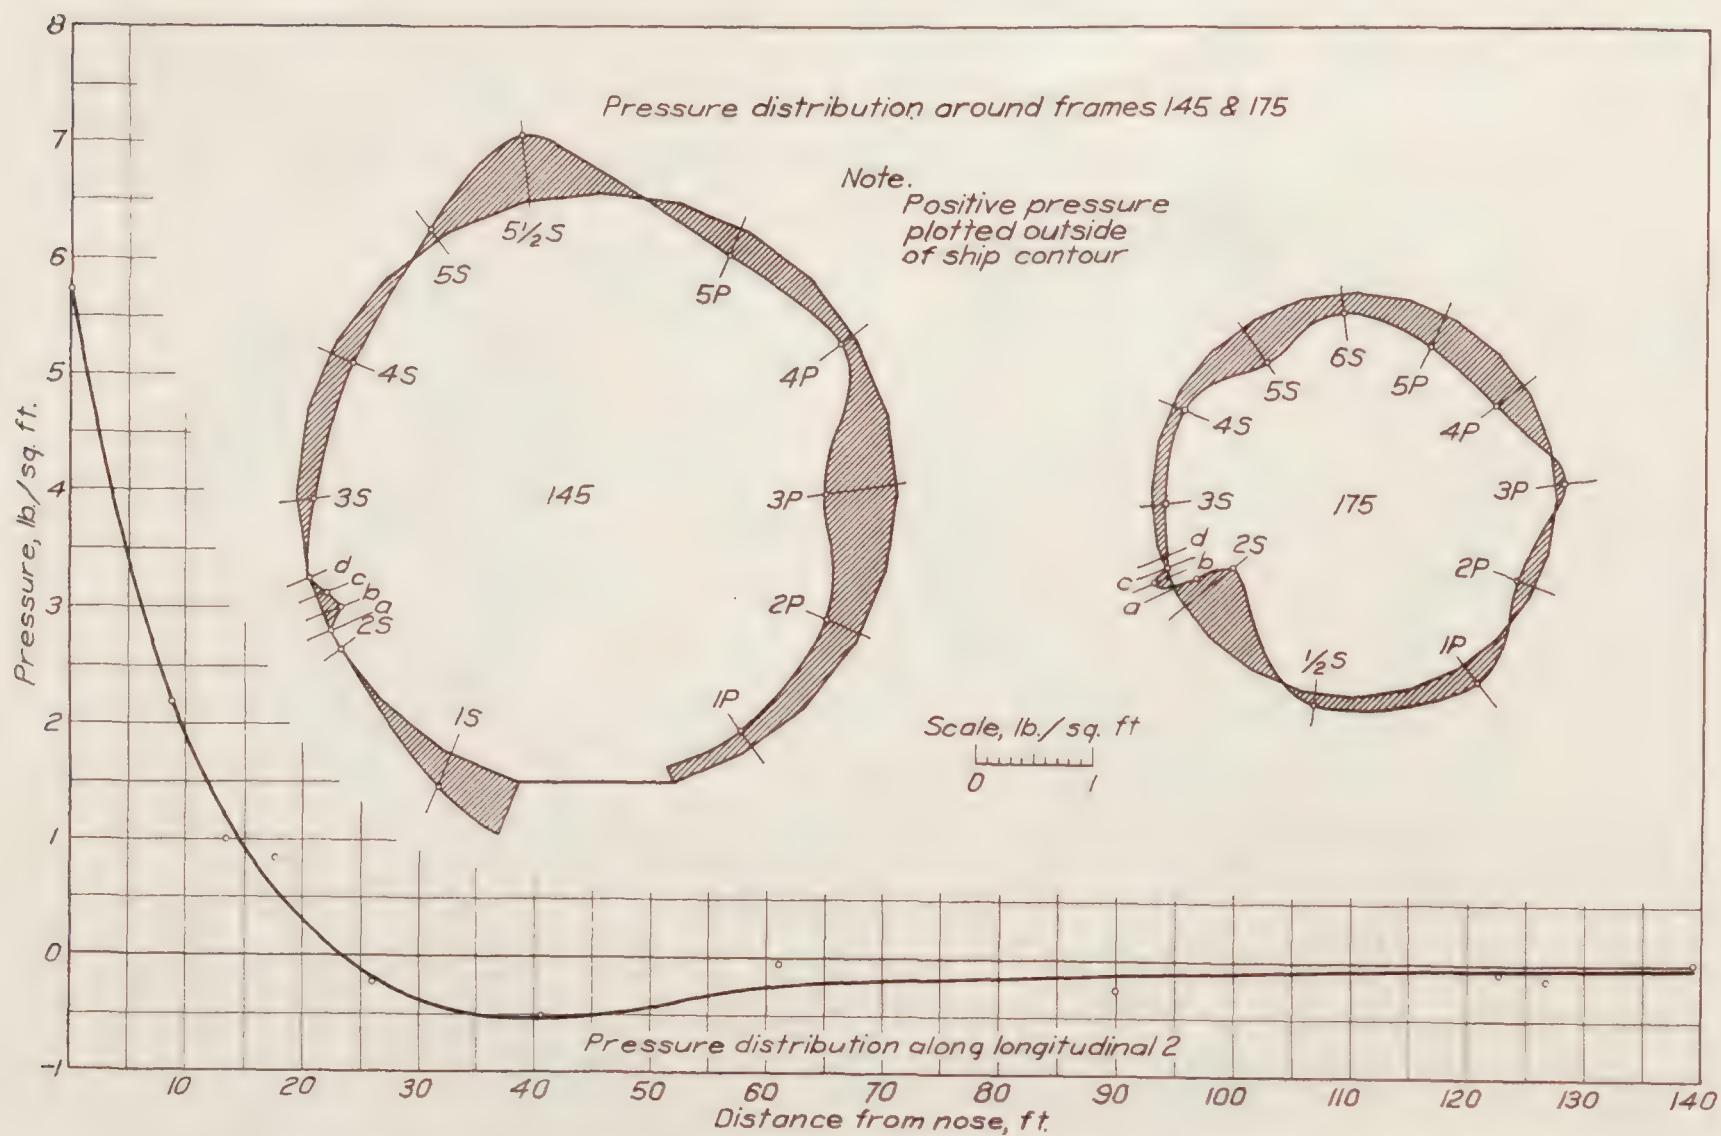 8
7
6
5
4
3
2
1
0
-1
Pressure, lb./sq. ft.
Pressure distribution around frames 145 & 175
Note.
Positive pressure
plotted outside
of ship contour
5½S
5S
5P
4S
4P
3S
145
3P
d
c
b
a
2S
2P
1S
1P
6S
5S
5P
4S
4P
3S
175
3P
d
c
b
a
2S
2P
½S
1P
Scale, lb./sq. ft
0 1
Pressure distribution along longitudinal 2
10 20 30 40 50 60 70 80 90 100 110 120 130 140
Distance from nose, ft.